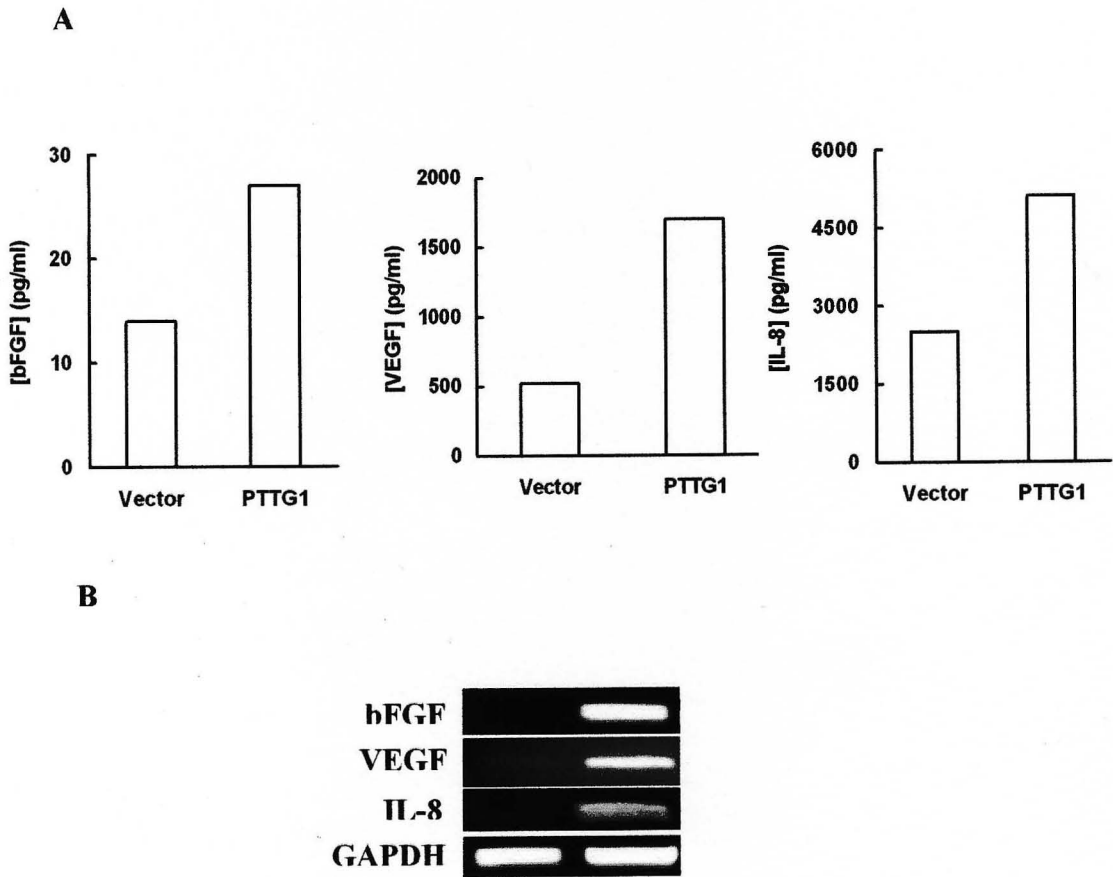 A
30
20
10
0
[bFGF] (pg/ml)
Vector PTTG1
2000
1500
1000
500
0
[VEGF] (pg/ml)
Vector PTTG1
6000
4500
3000
1500
0
[IL-8] (pg/ml)
Vector PTTG1
B
bFGF
VEGF
IL-8
GAPDH